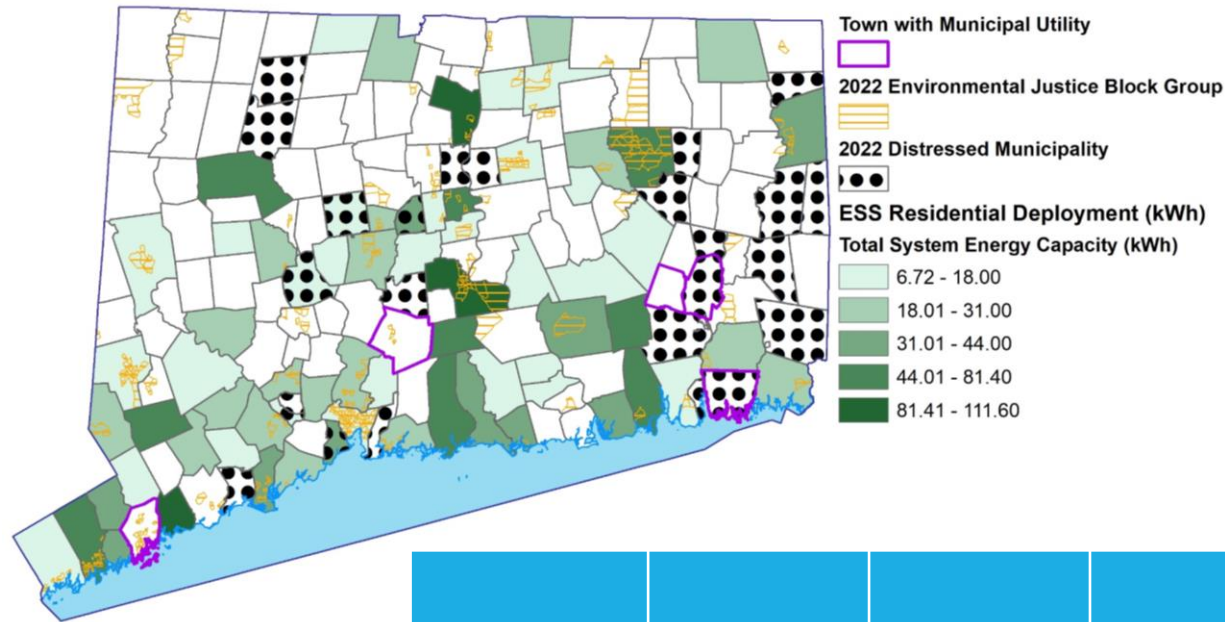 Town with Municipal Utility
2022 Environmental Justice Block Group
2022 Distressed Municipality
ESS Residential Deployment (kWh)
Total System Energy Capacity (kWh)
6.72 - 18.00
18.01 - 31.00
31.01 - 44.00
44.01 - 81.40
81.41 - 111.60